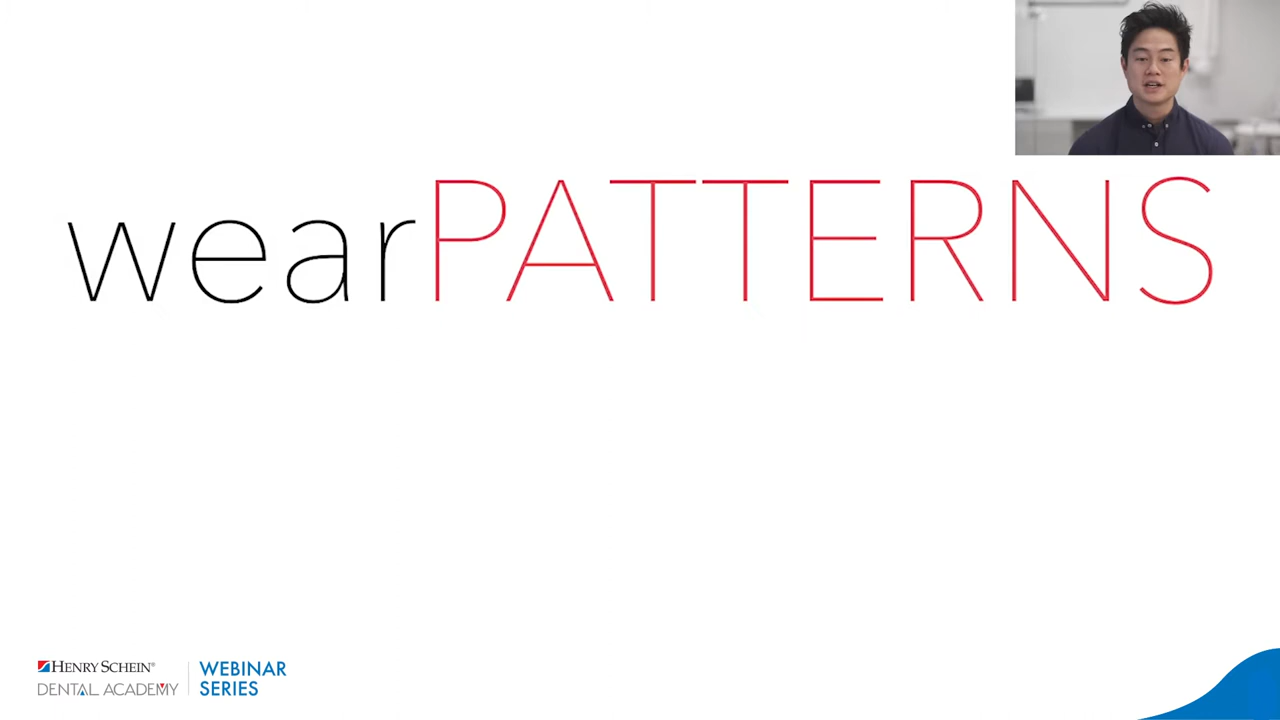 wearPATTERNS
HENRY SCHEIN®
DENTAL ACADEMY
WEBINAR
SERIES